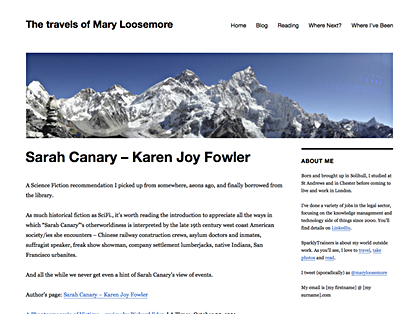 The travels of Mary Loosemore
Home Blog Reading Where Next? Where I've Been
Sarah Canary – Karen Joy Fowler
A Science Fiction recommendation I picked up from somewhere, aeons ago, and finally borrowed from
the library.
As much historical fiction as SciFi., it's worth reading the introduction to appreciate all the ways in
which "Sarah Canary"'s otherworldliness is interpreted by the late 19th century west coast American
society/ies she encounters – Chinese railway construction crews, asylum doctors and inmates,
suffragist speaker, freak show showman, company settlement lumberjacks, native Indians, San
Francisco urbanites.
And all the while we never get even a hint of Sarah Canary's view of events.
Author's page: Sarah Canary – Karen Joy Fowler
ABOUT ME
Born and brought up in Solihull, I studied at
St Andrews and in Chester before coming to
live and work in London.
I've done a variety of jobs in the legal sector,
focusing on the knowledge management and
technology side of things since 2000. You'll
find details on LinkedIn.
SparklyTrainers is about my world outside
work. As you'll see, I love to travel, take
photos and read.
I tweet (sporadically) as @maryloosemore
My email is [my firstname] @ [my
surname].com